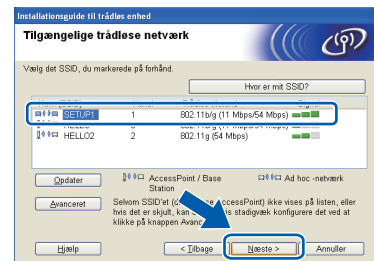 Installationsguide til trådløs enhed
Tilgængelige trådløse netværk
Vælg det SSID, du markerede på forhånd.
Hvor er mit SSID?
SETUP1 1 802.11b/g (11 Mbps/54 Mbps)
HELLO2 2 802.11g (54 Mbps)
Opdater
AccessPoint / Base Station
Ad hoc -netværk
Avanceret
Selvom SSID'et (AccessPoint) ikke vises på listen, eller
hvis det er skjult, kan stadigvæk konfigurere det ved at
klikke på knappen
Hjælp < Tilbage Næste > Annuller